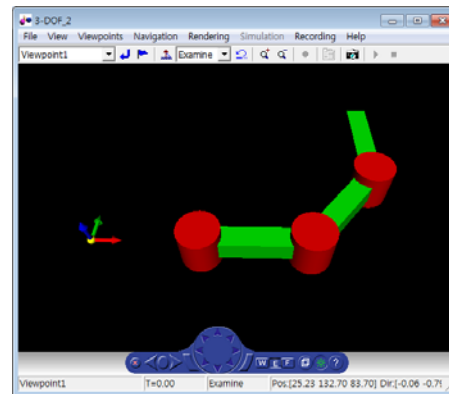 3-DOF_2
File View Viewpoints Navigation Rendering Simulation Recording Help
Viewpoint1 Examine
W E F ?
Viewpoint1 T=0.00 Examine Pos:[25.23 132.70 83.70] Dir:[-0.06 -0.79